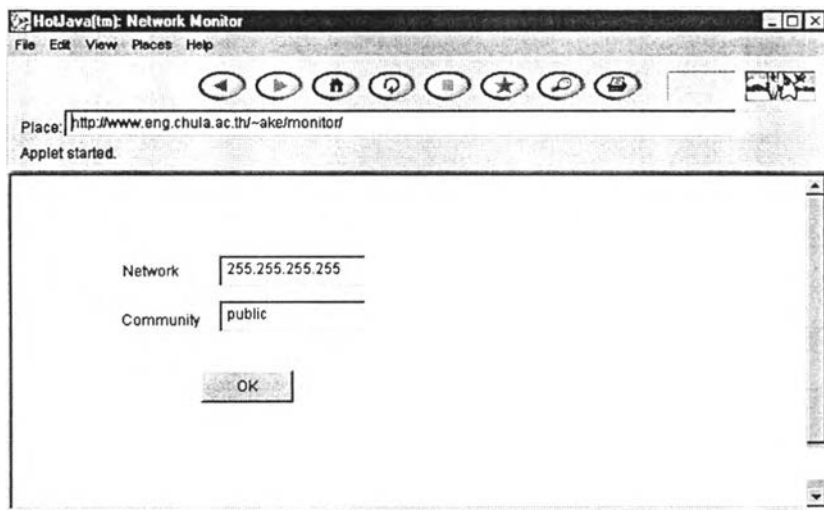 HotJava(tm): Network Monitor
File Edit View Places Help
Place: http://www.eng.chula.ac.th/~ake/monitor/
Applet started.
Network 255.255.255.255
Community public
OK